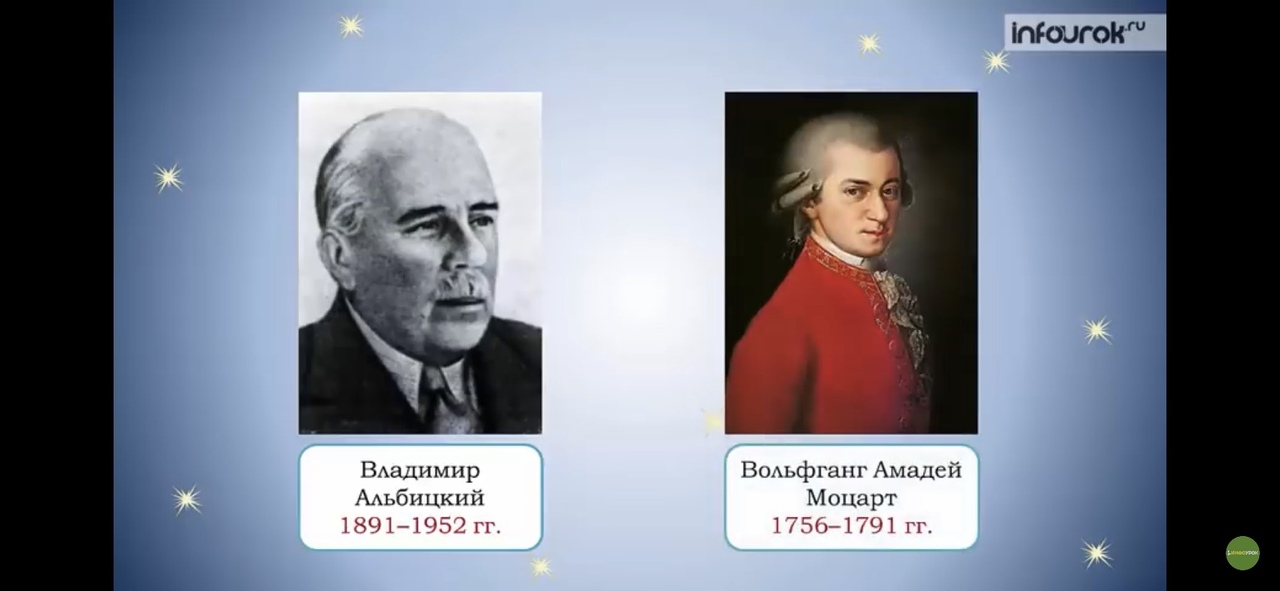 infourok.ru
Владимир
Альбицкий
1891–1952 гг.
Вольфганг Амадей
Моцарт
1756–1791 гг.